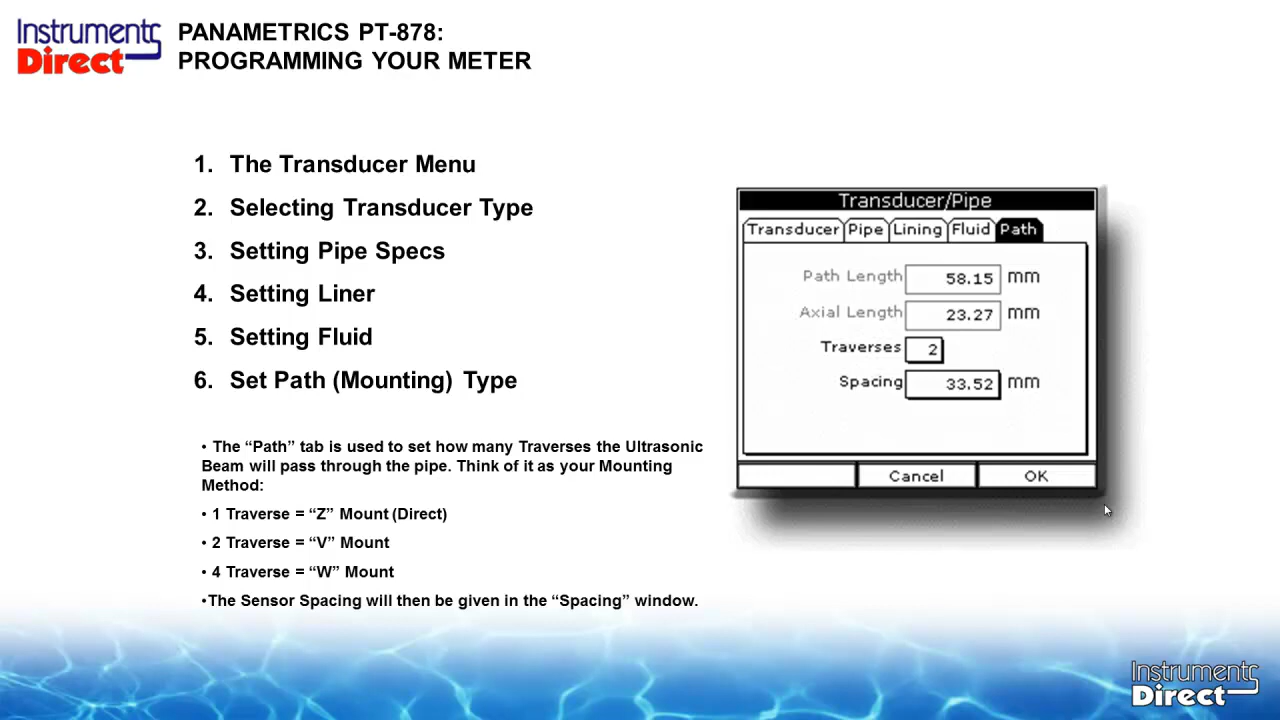 Instruments
Direct
PANAMETRICS PT-878:
PROGRAMMING YOUR METER
1. The Transducer Menu
2. Selecting Transducer Type
3. Setting Pipe Specs
4. Setting Liner
5. Setting Fluid
6. Set Path (Mounting) Type
• The “Path” tab is used to set how many Traverses the Ultrasonic
Beam will pass through the pipe. Think of it as your Mounting
Method:
• 1 Traverse = “Z” Mount (Direct)
• 2 Traverse = “V” Mount
• 4 Traverse = “W” Mount
•The Sensor Spacing will then be given in the “Spacing” window.
Transducer/Pipe
Transducer Pipe Lining Fluid Path
Path Length 58.15 mm
Axial Length 23.27 mm
Traverses 2
Spacing 33.52 mm
Cancel OK
Instruments
Direct